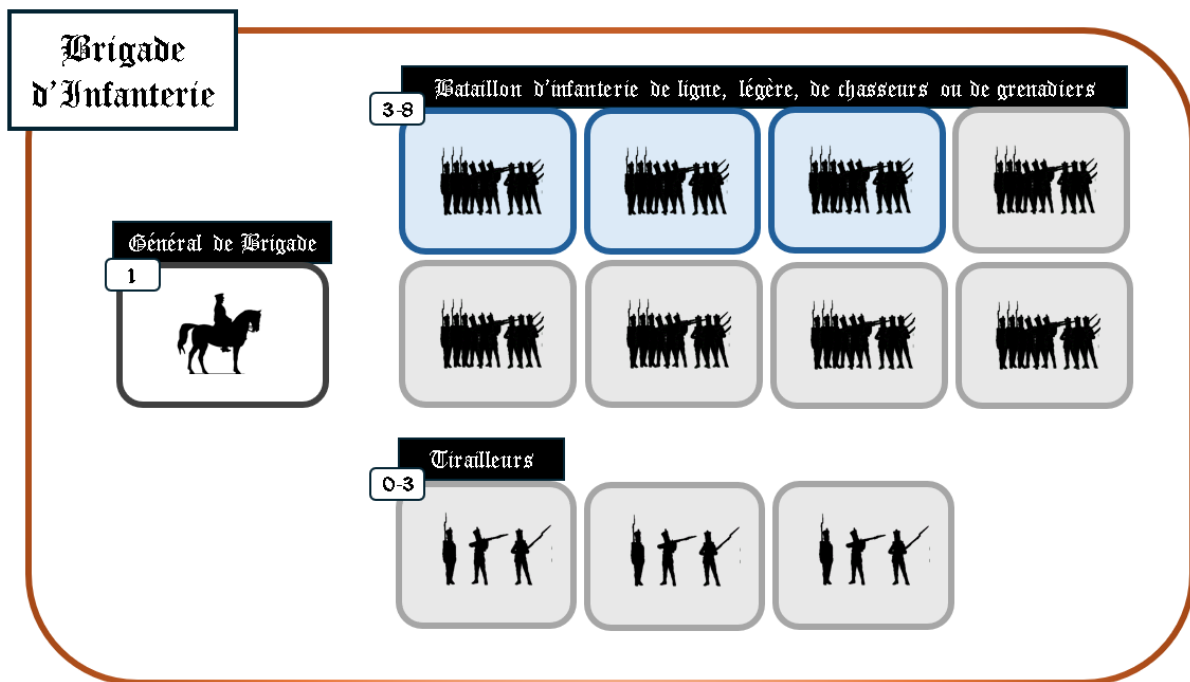 Brigade
d'Infanterie
Bataillon d'infanterie de ligne, légère, de chasseurs ou de grenadiers
3-8
Général de Brigade
1
Tirailleurs
0-3